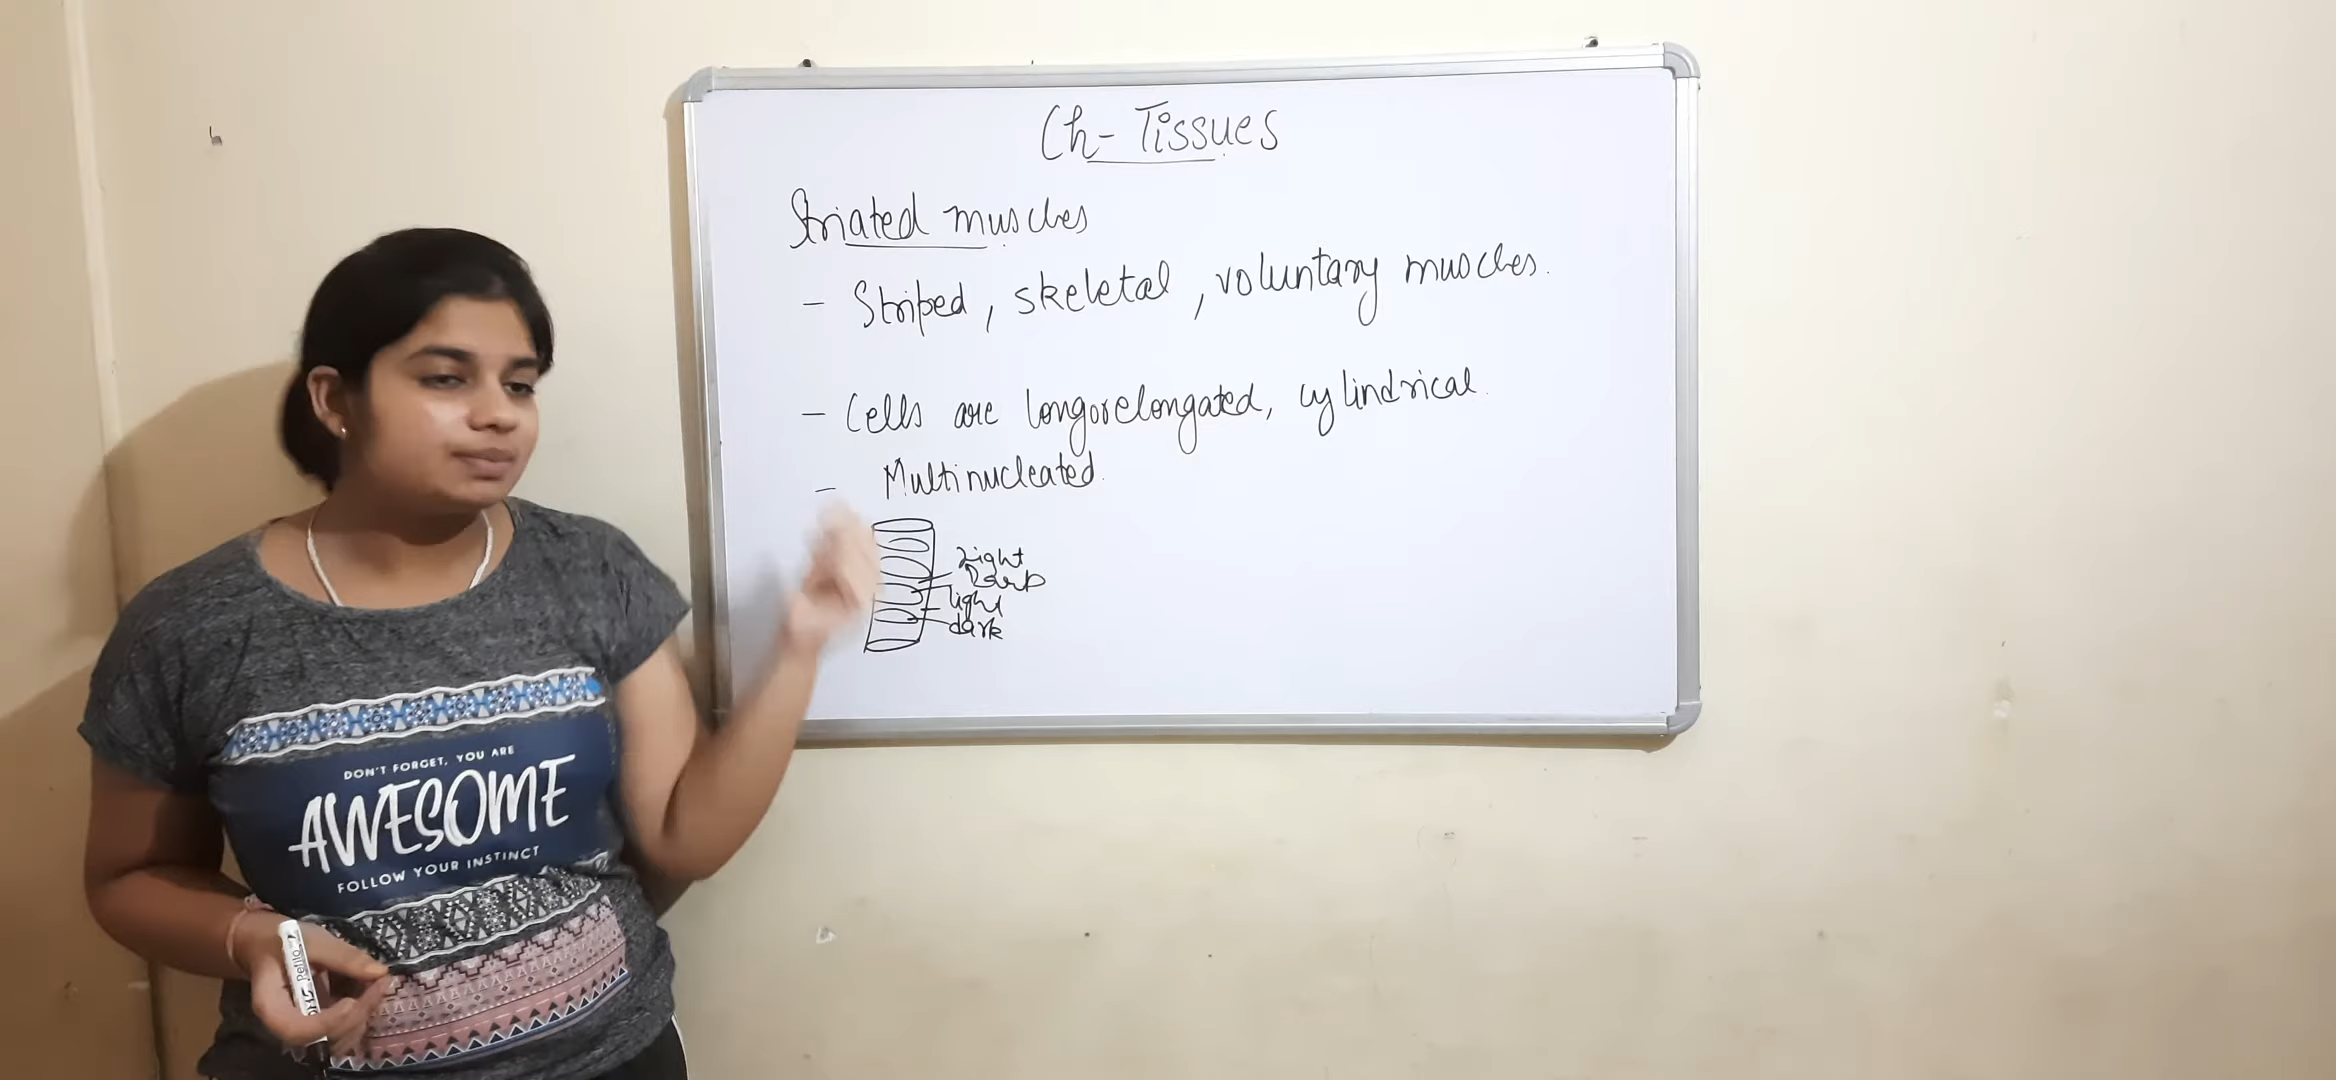 Ch- Tissues
Striated muscles
- Striped, skeletal, voluntary muscles.
- Cells are long or elongated, cylindrical.
- Multinucleated.
Light
Dark
light
dark
DON'T FORGET, YOU ARE
AWESOME
FOLLOW YOUR INSTINCT